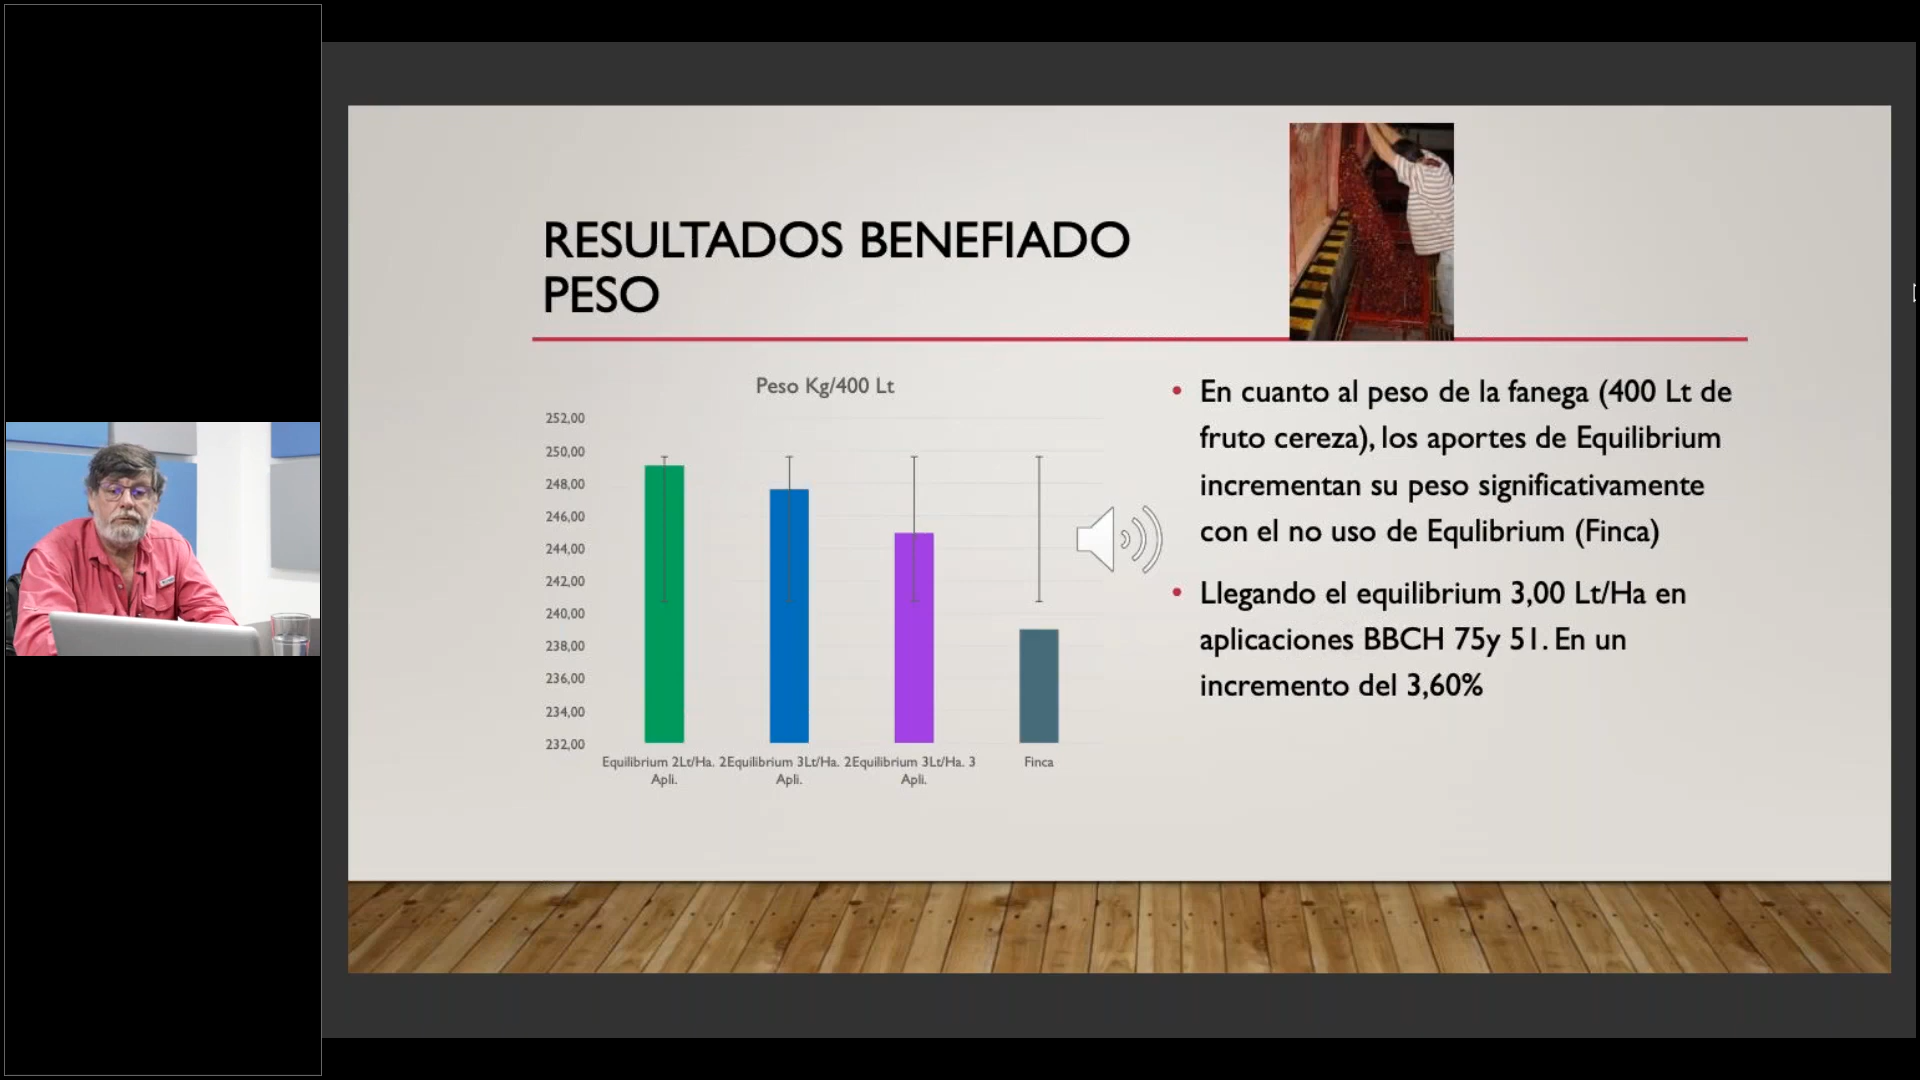 RESULTADOS BENEFIADO
PESO
Peso Kg/400 Lt
252,00
250,00
248,00
246,00
244,00
242,00
240,00
238,00
236,00
234,00
232,00
Equilibrium 2Lt/Ha. 2
Apli.
Equilibrium 3Lt/Ha. 2
Apli.
Equilibrium 3Lt/Ha. 3
Apli.
Finca
• En cuanto al peso de la fanega (400 Lt de
fruto cereza), los aportes de Equilibrium
incrementan su peso significativamente
con el no uso de Equlibrium (Finca)
• Llegando el equilibrium 3,00 Lt/Ha en
aplicaciones BBCH 75y 51. En un
incremento del 3,60%